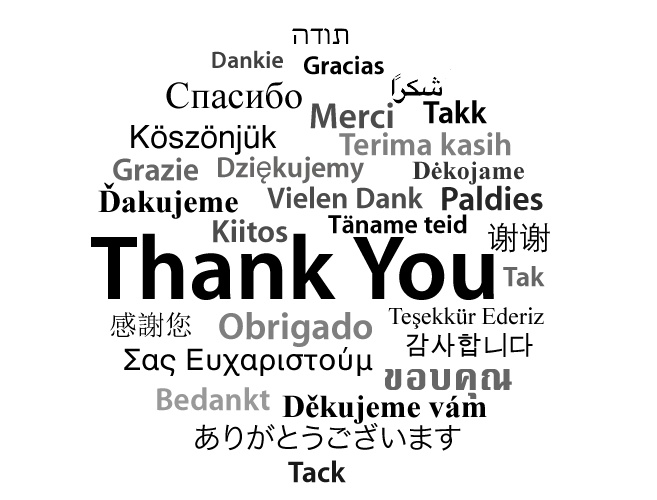 תודה
Dankie Gracias
Спасибо شكراً
Merci Takk
Köszönjük Terima kasih
Grazie Dziękujemy Dėkojame
Ďakujeme Vielen Dank Paldies
Kiitos Täname teid 谢谢
Thank You Tak
感謝您 Obrigado Teşekkür Ederiz
Σας Ευχαριστούμ 감사합니다
ขอบคุณ
Bedankt Děkujeme vám
ありがとうございます
Tack